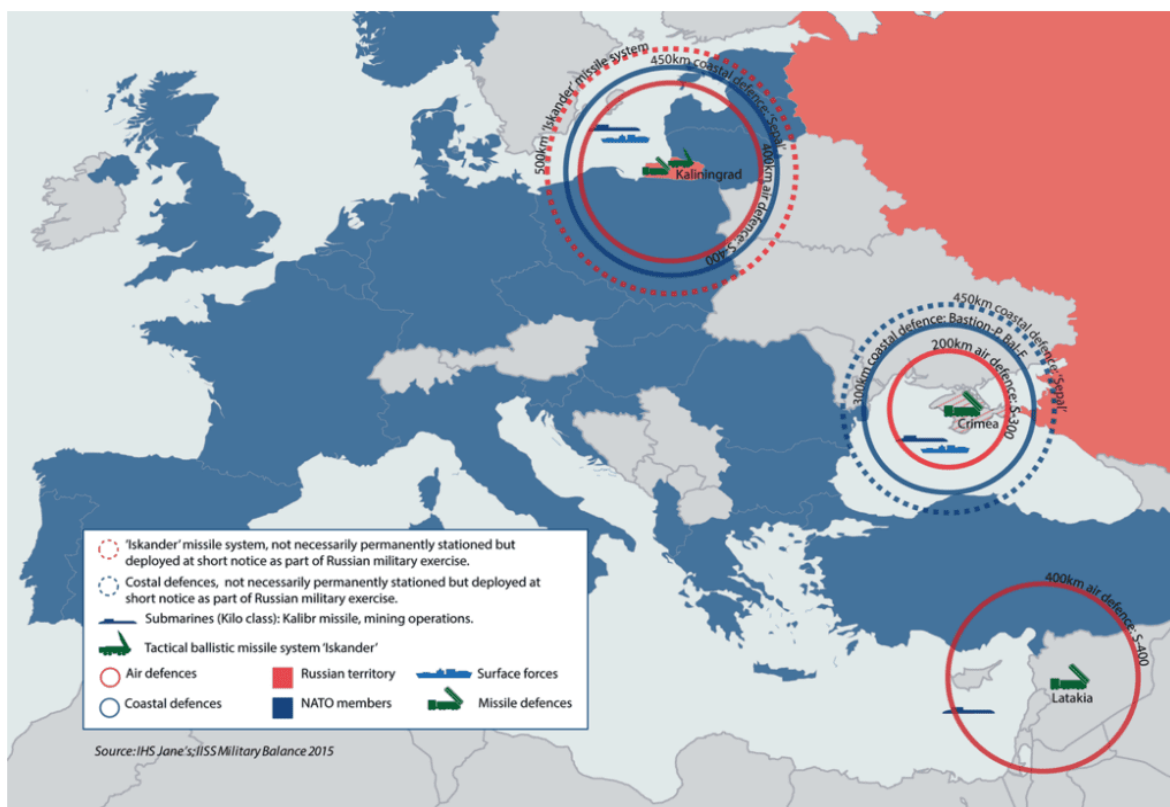 500km 'Iskander' missile system
450km coastal defence: 'Sepal'
400km air defence: S-400
Kaliningrad
450km coastal defence: 'Sepal'
300km coastal defence: Bastion-P Bal-E
200km air defence: S-300
Crimea
400km air defence: S-400
Latakia
'Iskander' missile system, not necessarily permanently stationed but
deployed at short notice as part of Russian military exercise.
Costal defences, not necessarily permanently stationed but deployed at
short notice as part of Russian military exercise.
Submarines (Kilo class): Kalibr missile, mining operations.
Tactical ballistic missile system 'Iskander'
Air defences
Russian territory
Surface forces
Coastal defences
NATO members
Missile defences
Source: IHS Jane's; IISS Military Balance 2015